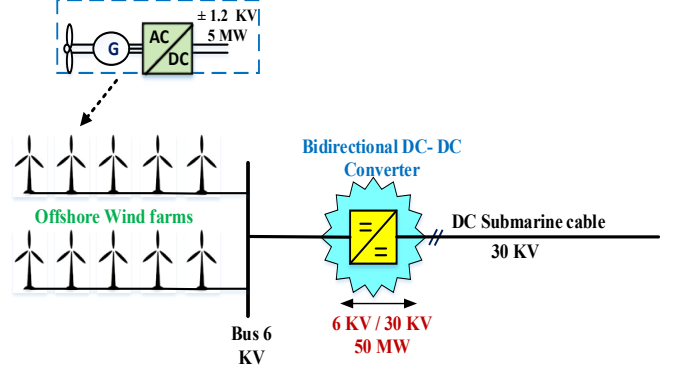 ± 1.2 KV
5 MW
G
AC
DC
Bidirectional DC- DC
Converter
Offshore Wind farms
DC Submarine cable
30 KV
=
=
6 KV / 30 KV
50 MW
Bus 6
KV